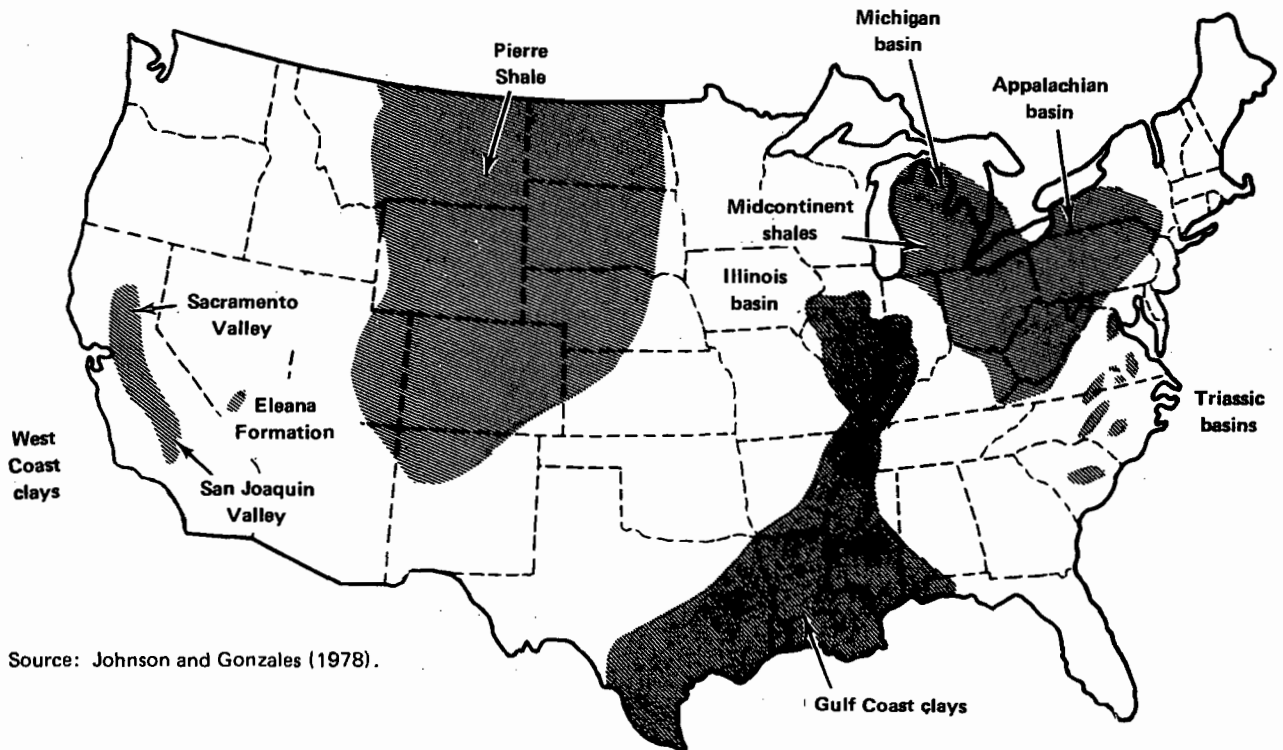 Michigan
basin
Pierre
Shale
Appalachian
basin
Midcontinent
shales
Illinois
basin
Sacramento
Valley
Eleana
Formation
Triassic
basins
West
Coast
clays
San Joaquin
Valley
Source: Johnson and Gonzales (1978).
Gulf Coast clays